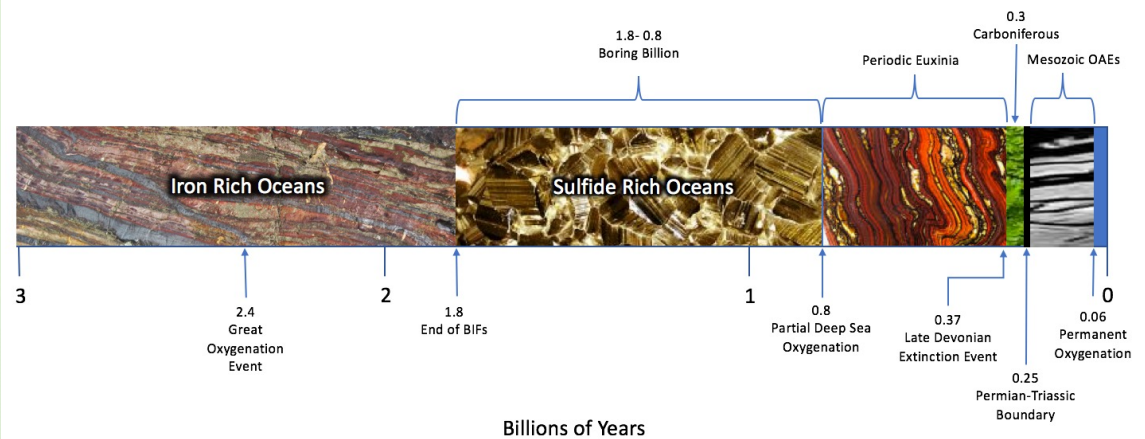 0.3
Carboniferous
1.8- 0.8
Boring Billion
Periodic Euxinia
Mesozoic OAEs
Iron Rich Oceans
Sulfide Rich Oceans
3
2
1
0
2.4
Great
Oxygenation
Event
1.8
End of BIFs
0.8
Partial Deep Sea
Oxygenation
0.37
Late Devonian
Extinction Event
0.25
Permian-Triassic
Boundary
0.06
Permanent
Oxygenation
Billions of Years